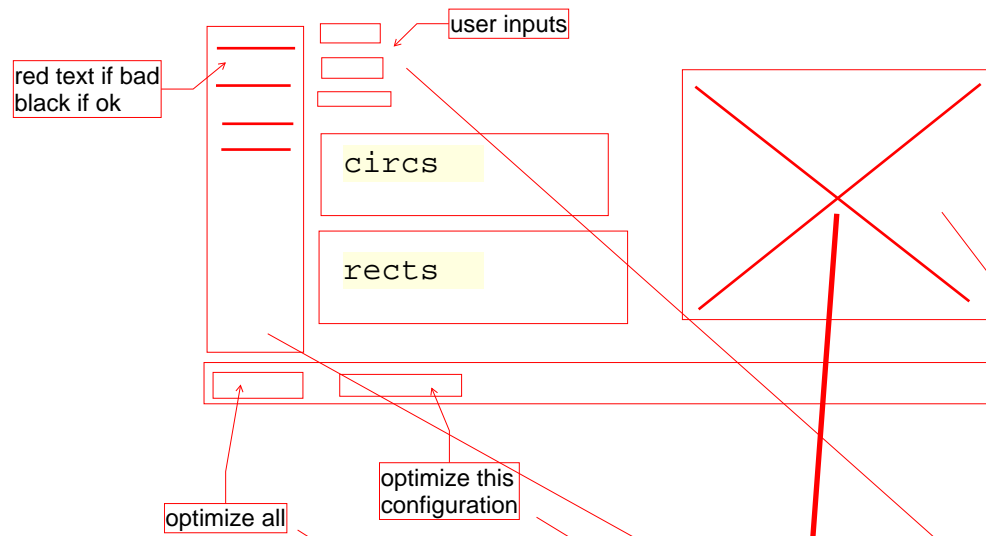 user inputs
red text if bad
black if ok
circs
rects
optimize this
configuration
optimize all